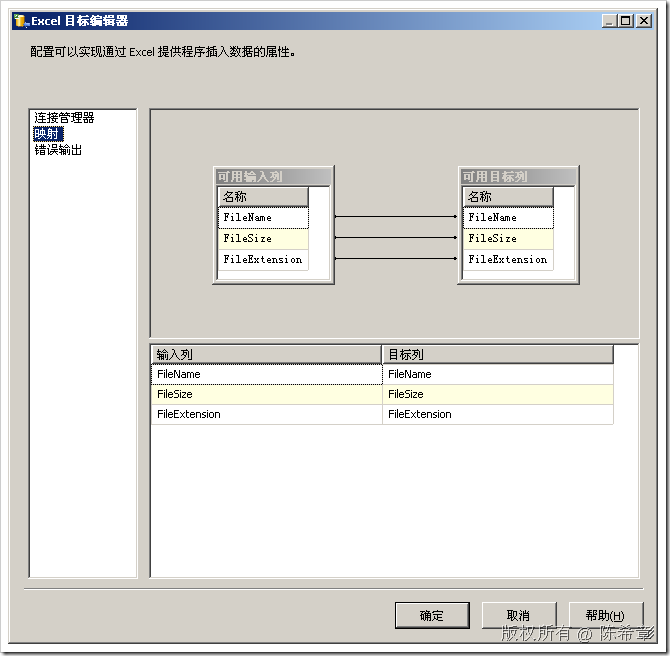 Excel 目标编辑器
配置可以实现通过 Excel 提供程序插入数据的属性。
连接管理器
映射
错误输出
可用输入列
名称
FileName
FileSize
FileExtension
可用目标列
名称
FileName
FileSize
FileExtension
输入列 目标列
FileName FileName
FileSize FileSize
FileExtension FileExtension
确定 取消 帮助(H)
版权所有 @ 陈希章